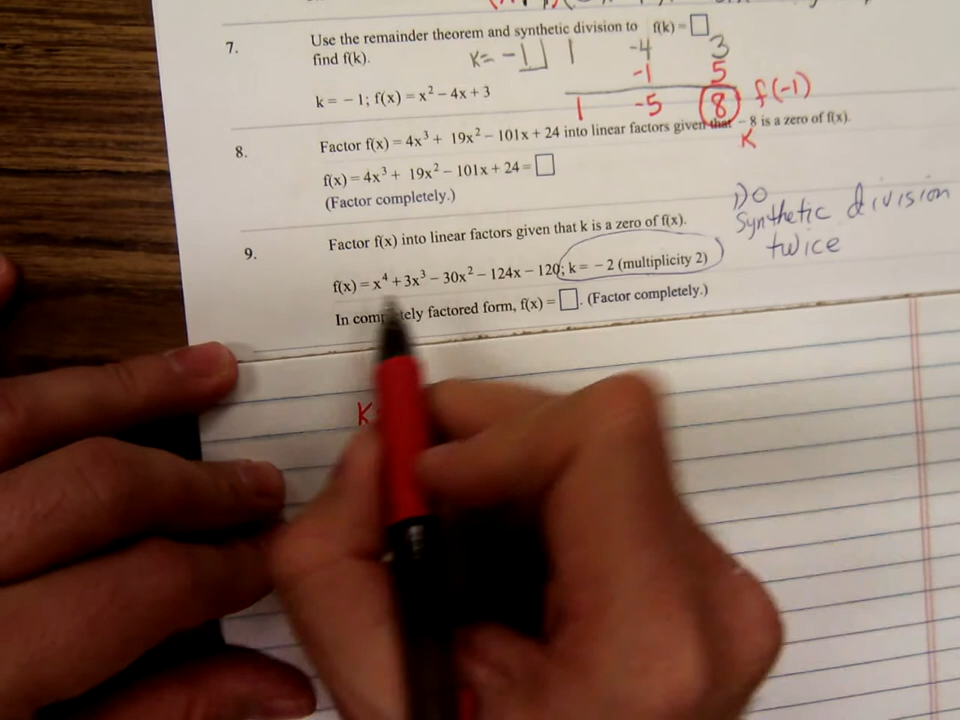 7. Use the remainder theorem and synthetic division to f(k) = □
find f(k).
k = -1 | 1 -4 3
-1 5
k = − 1; f(x) = x² − 4x + 3
1 -5 8 f(-1)
8. Factor f(x) = 4x³ + 19x² − 101x + 24 into linear factors given that − 8 is a zero of f(x).
K
f(x) = 4x³ + 19x² − 101x + 24 = □
(Factor completely.)
1) Do
synthetic division
twice
9. Factor f(x) into linear factors given that k is a zero of f(x).
f(x) = x⁴ + 3x³ − 30x² − 124x − 120; k = − 2 (multiplicity 2)
In completely factored form, f(x) = □. (Factor completely.)
K